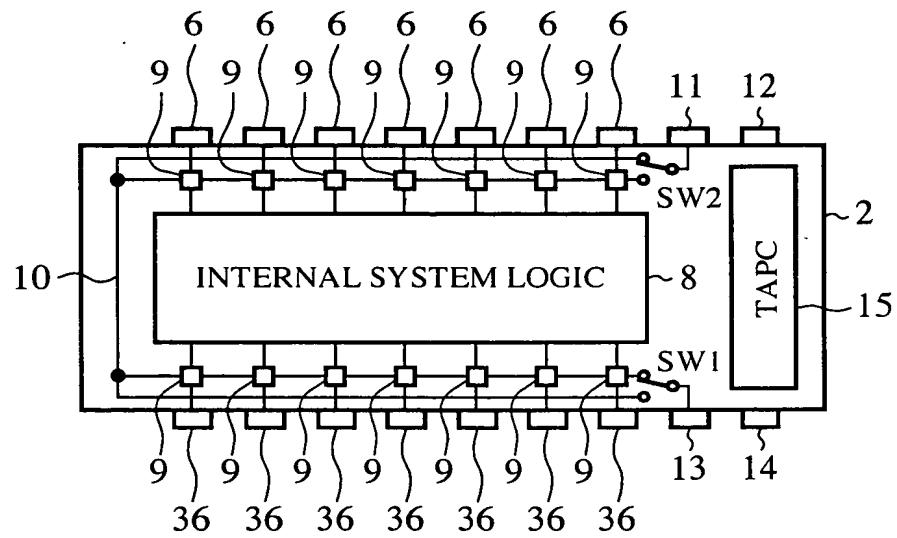 6 6 6 6 6 6 6
9 9 9 9 9 9 9 11 12
SW2
2
10 INTERNAL SYSTEM LOGIC 8 TAPC 15
SW1
9 9 9 9 9 9 9 13 14
36 36 36 36 36 36 36